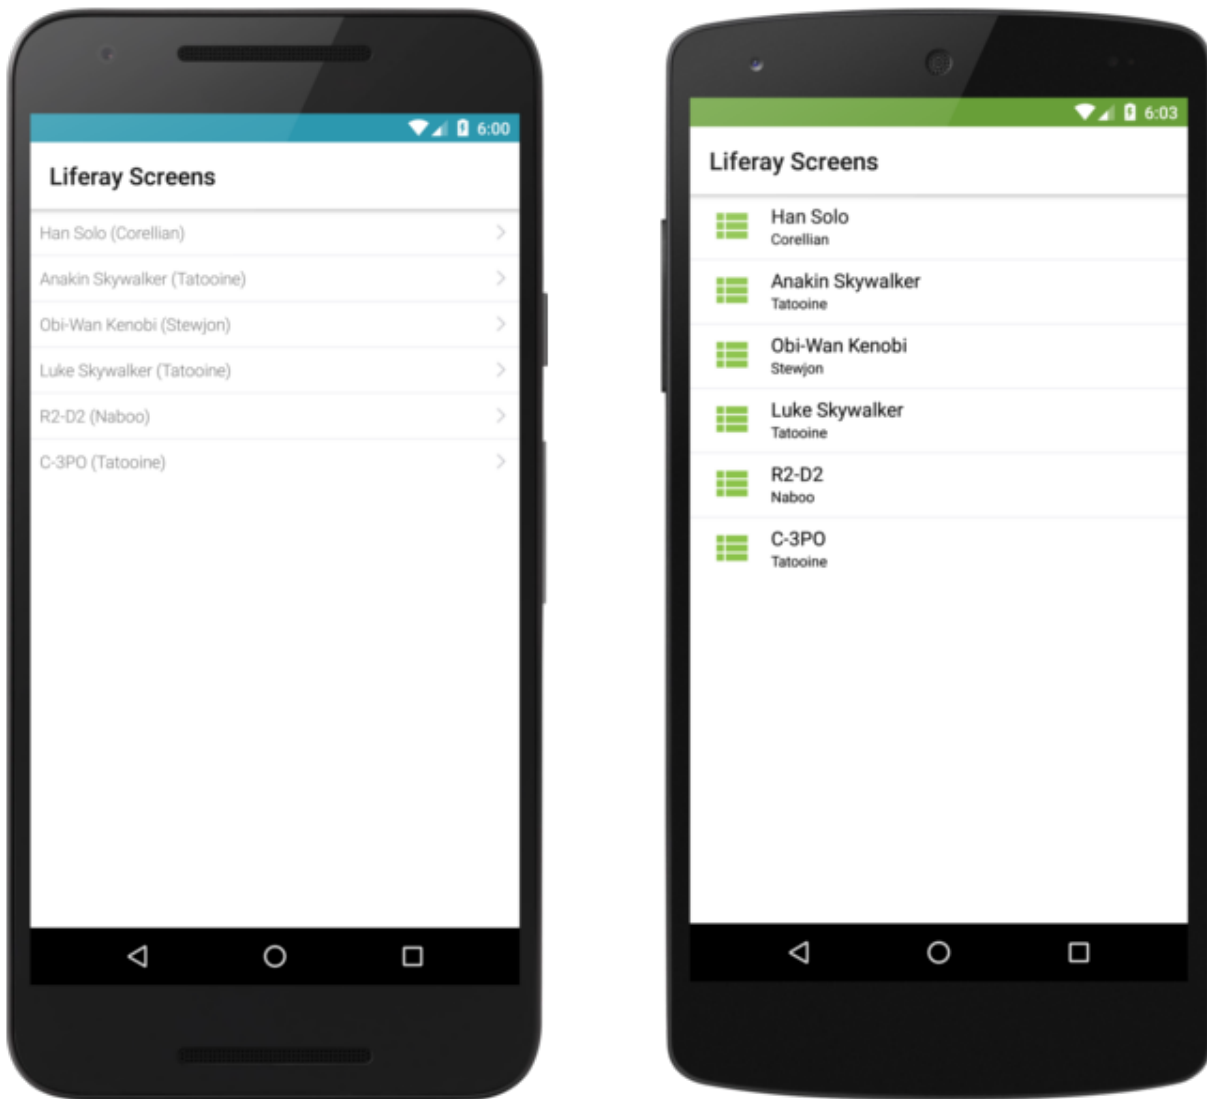 6:00
Liferay Screens
Han Solo (Corellian)
Anakin Skywalker (Tatooine)
Obi-Wan Kenobi (Stewjon)
Luke Skywalker (Tatooine)
R2-D2 (Naboo)
C-3PO (Tatooine)
6:03
Liferay Screens
Han Solo
Corellian
Anakin Skywalker
Tatooine
Obi-Wan Kenobi
Stewjon
Luke Skywalker
Tatooine
R2-D2
Naboo
C-3PO
Tatooine